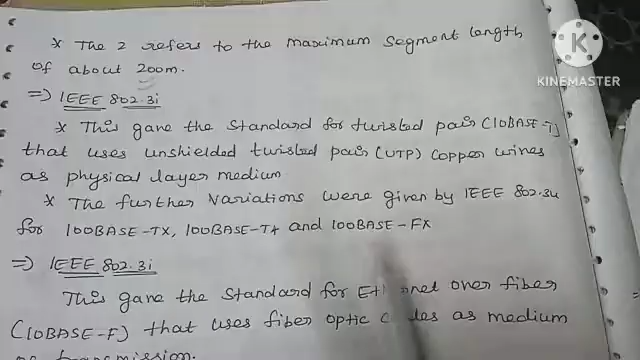 * The 2 refers to the maximum segment length
of about 200m.
K
KINEMASTER
=> IEEE 802.3i
* This gave the standard for twisted pair (10BASE-T)
that uses unshielded twisted pair (UTP) copper wires
as physical layer medium.
* The further variations were given by IEEE 802.3u
for 100BASE-TX, 100BASE-T4 and 100BASE-FX
=> IEEE 802.3i
This gave the standard for Ethernet over fiber
(10BASE-F) that uses fiber optic as medium
transmission.